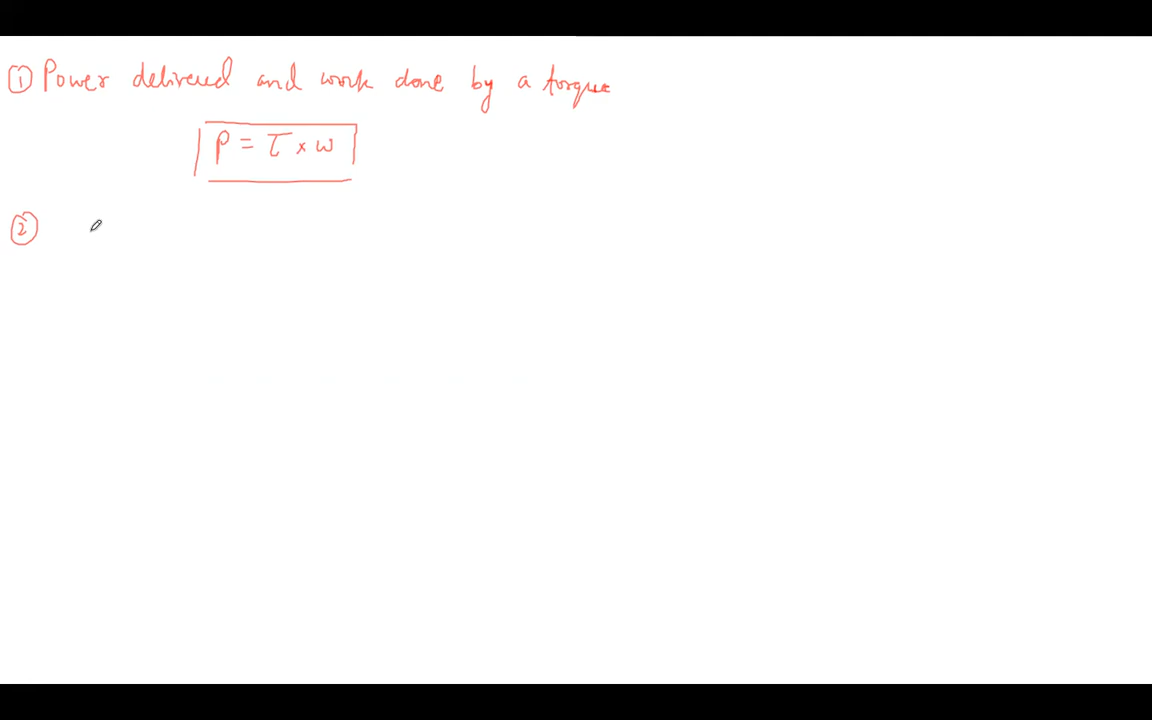 ① Power delivered and work done by a torque
P = τ × ω
②